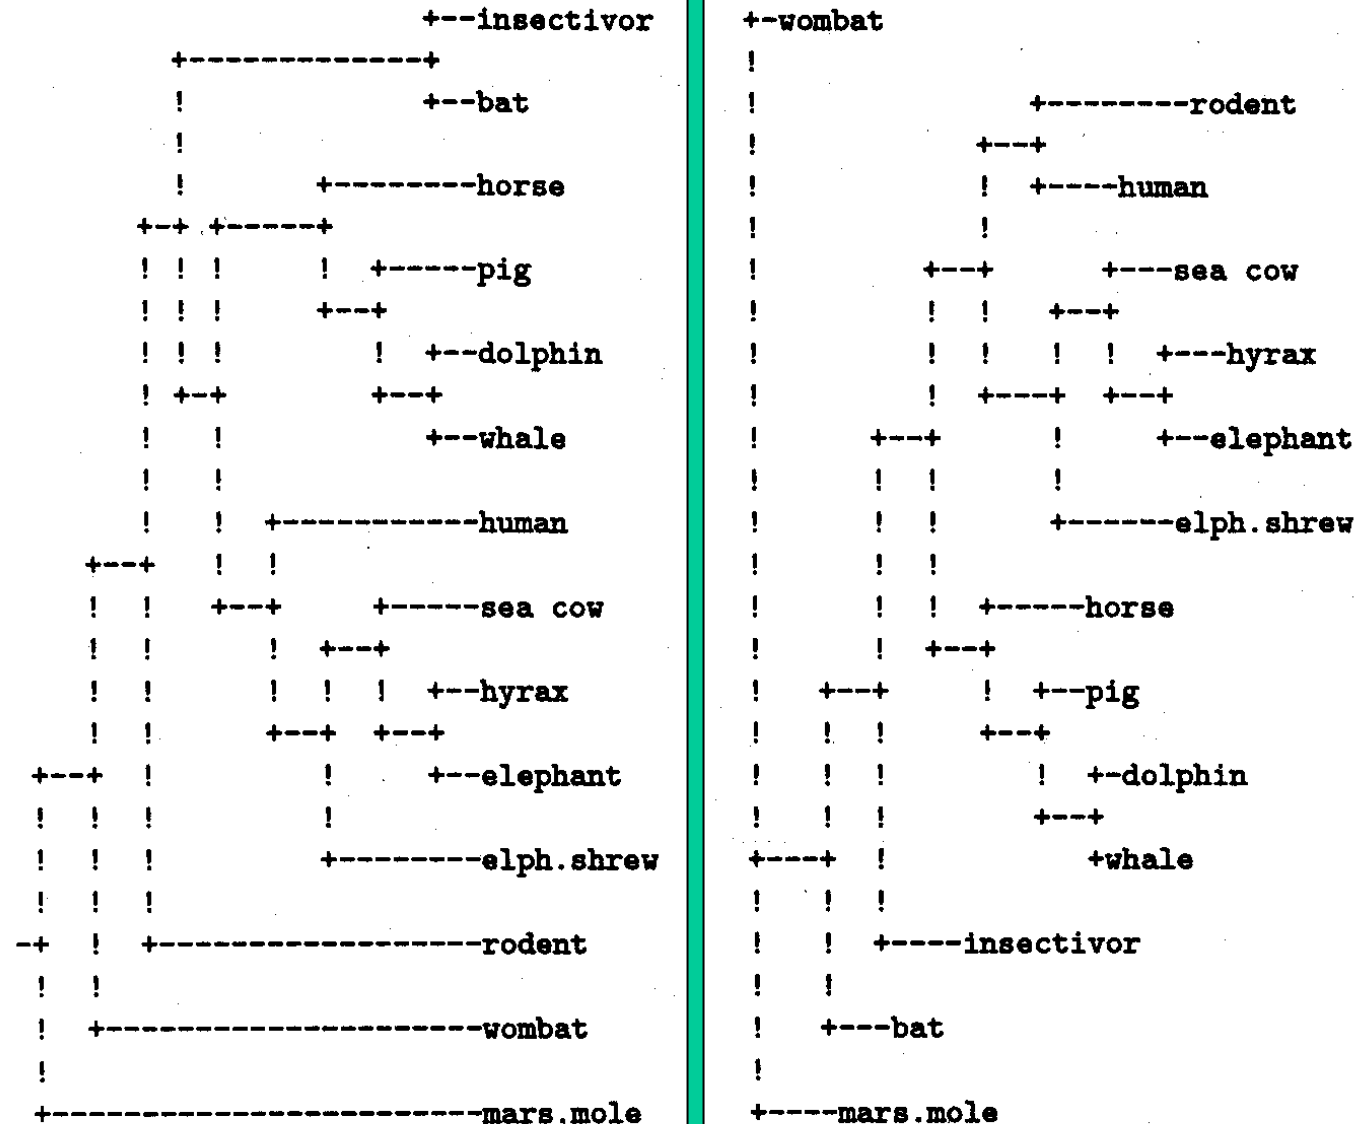 insectivor
bat
horse
pig
dolphin
whale
human
sea cow
hyrax
elephant
elph.shrew
rodent
wombat
mars.mole
wombat
rodent
human
sea cow
hyrax
elephant
elph.shrew
horse
pig
dolphin
whale
insectivor
bat
mars.mole